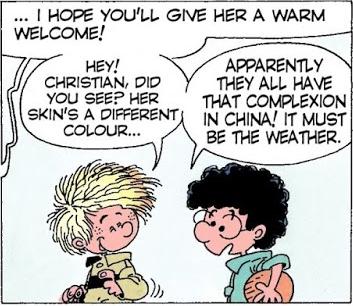 ... I HOPE YOU'LL GIVE HER A WARM
WELCOME!
HEY!
CHRISTIAN, DID
YOU SEE? HER
SKIN'S A DIFFERENT
COLOUR...
APPARENTLY
THEY ALL HAVE
THAT COMPLEXION
IN CHINA! IT MUST
BE THE WEATHER.